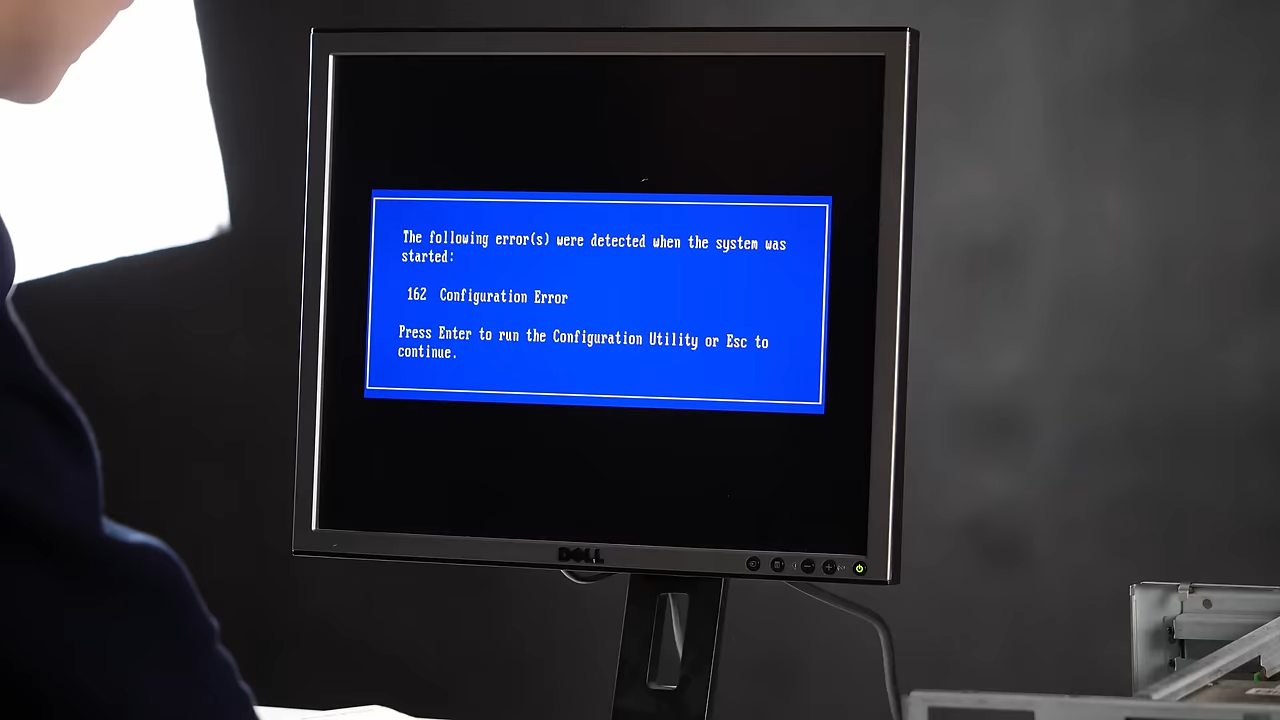 The following error(s) were detected when the system was
started:
162 Configuration Error
Press Enter to run the Configuration Utility or Esc to
continue.
DELL